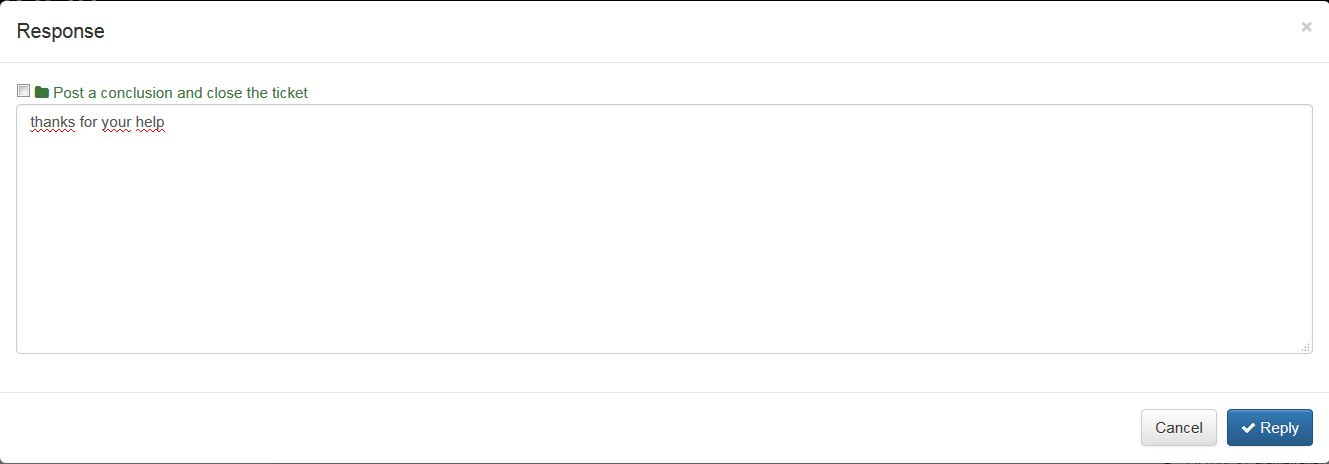 Response
×
Post a conclusion and close the ticket
thanks for your help
Cancel
Reply